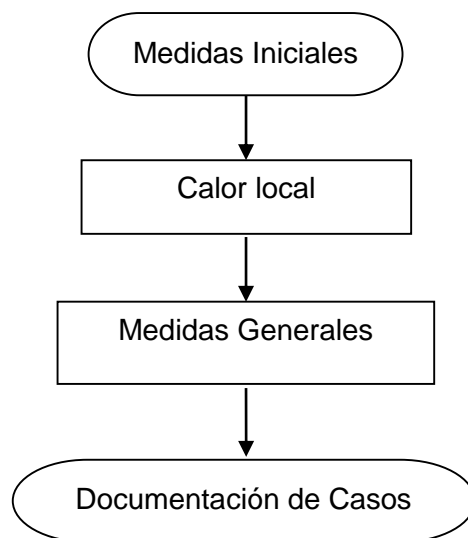 Medidas Iniciales
Calor local
Medidas Generales
Documentación de Casos